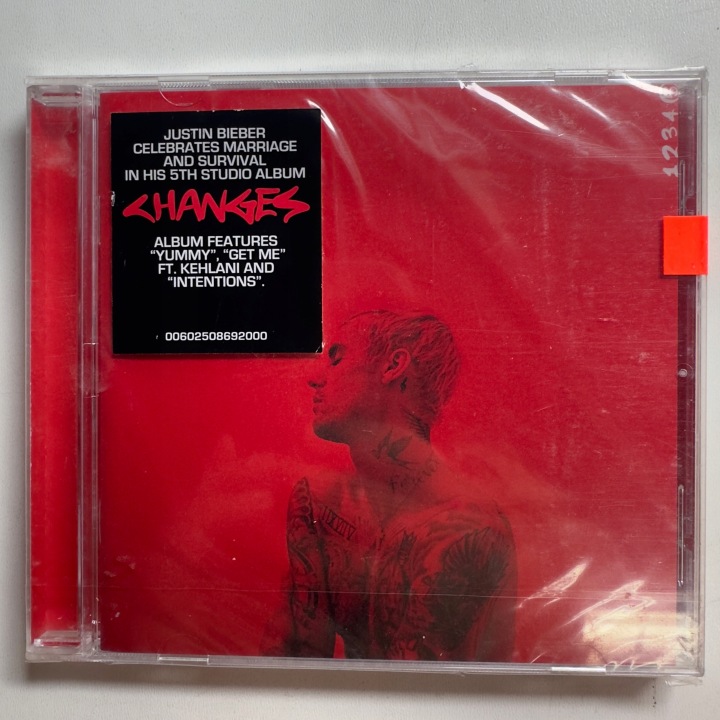 JUSTIN BIEBER
CELEBRATES MARRIAGE
AND SURVIVAL
IN HIS 5TH STUDIO ALBUM
CHANGES
ALBUM FEATURES
“YUMMY”, “GET ME”
FT. KEHLANI AND
“INTENTIONS”.
00602508692000
1234